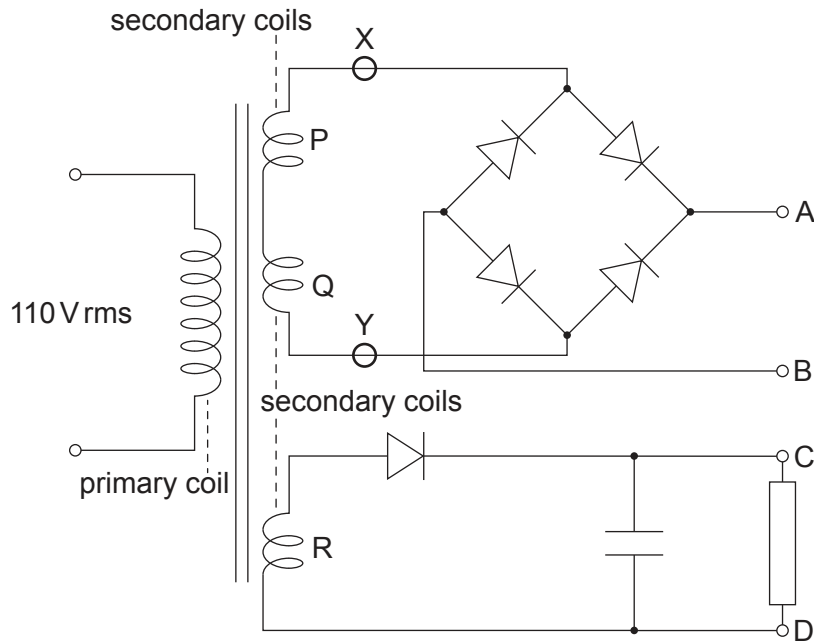 secondary coils
X
P
A
Q
110 V rms
Y
B
secondary coils
C
primary coil
R
D